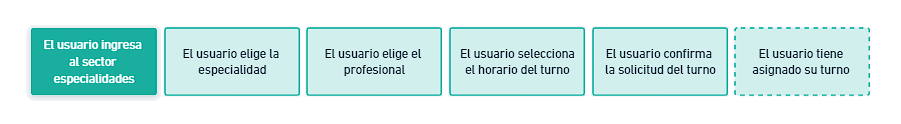 El usuario ingresa
al sector
especialidades
El usuario elige la
especialidad
El usuario elige el
profesional
El usuario selecciona
el horario del turno
El usuario confirma
la solicitud del turno
El usuario tiene
asignado su turno